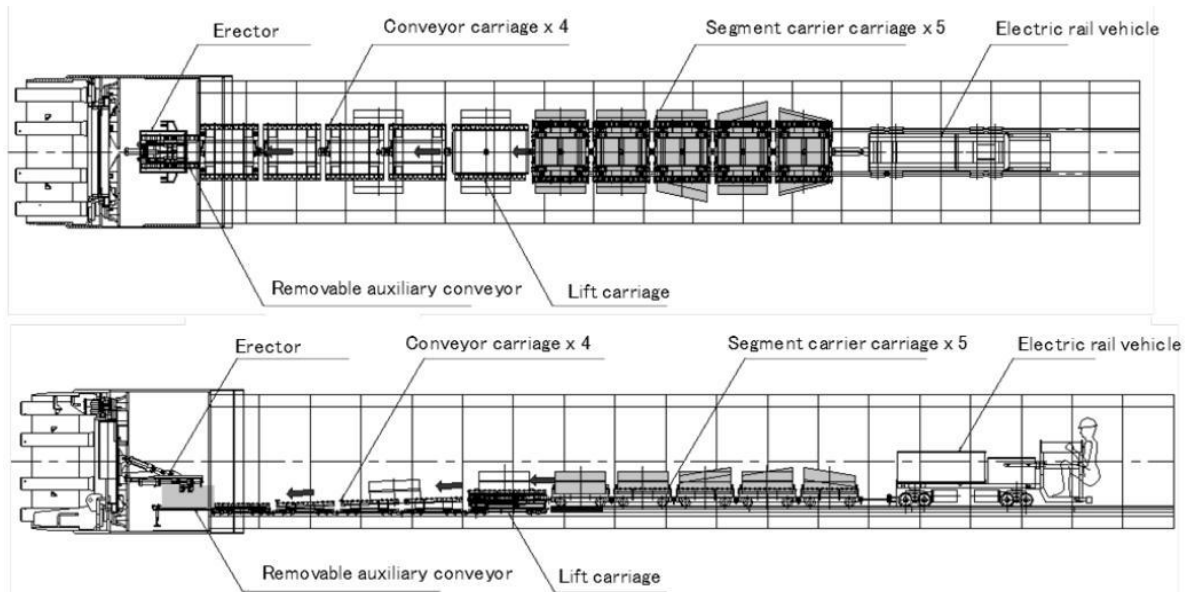 Erector
Conveyor carriage x 4
Segment carrier carriage x 5
Electric rail vehicle
Removable auxiliary conveyor
Lift carriage
Erector
Conveyor carriage x 4
Segment carrier carriage x 5
Electric rail vehicle
Removable auxiliary conveyor
Lift carriage